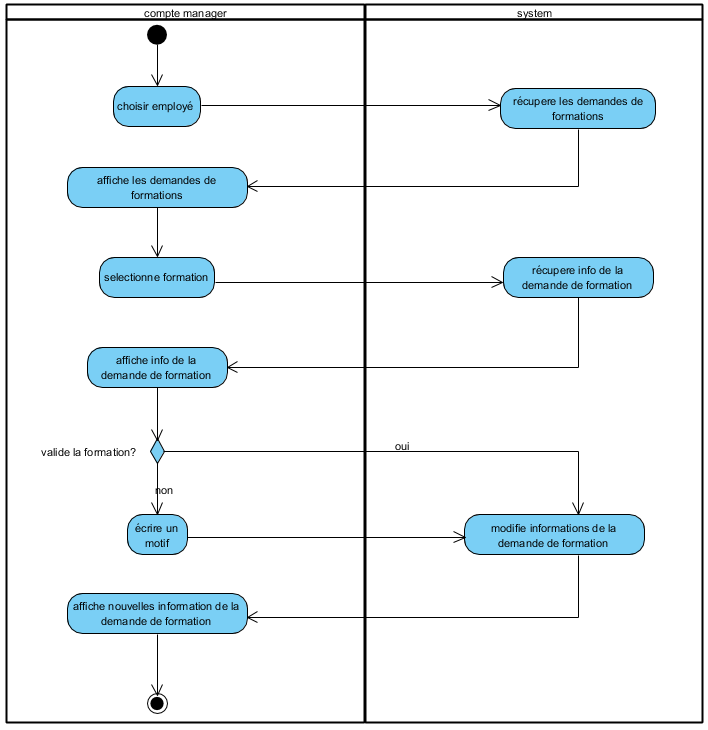 compte manager
system
choisir employé
récupere les demandes de
formations
affiche les demandes de
formations
selectionne formation
récupere info de la
demande de formation
affiche info de la
demande de formation
valide la formation?
oui
non
écrire un
motif
modifie informations de la
demande de formation
affiche nouvelles information de la
demande de formation